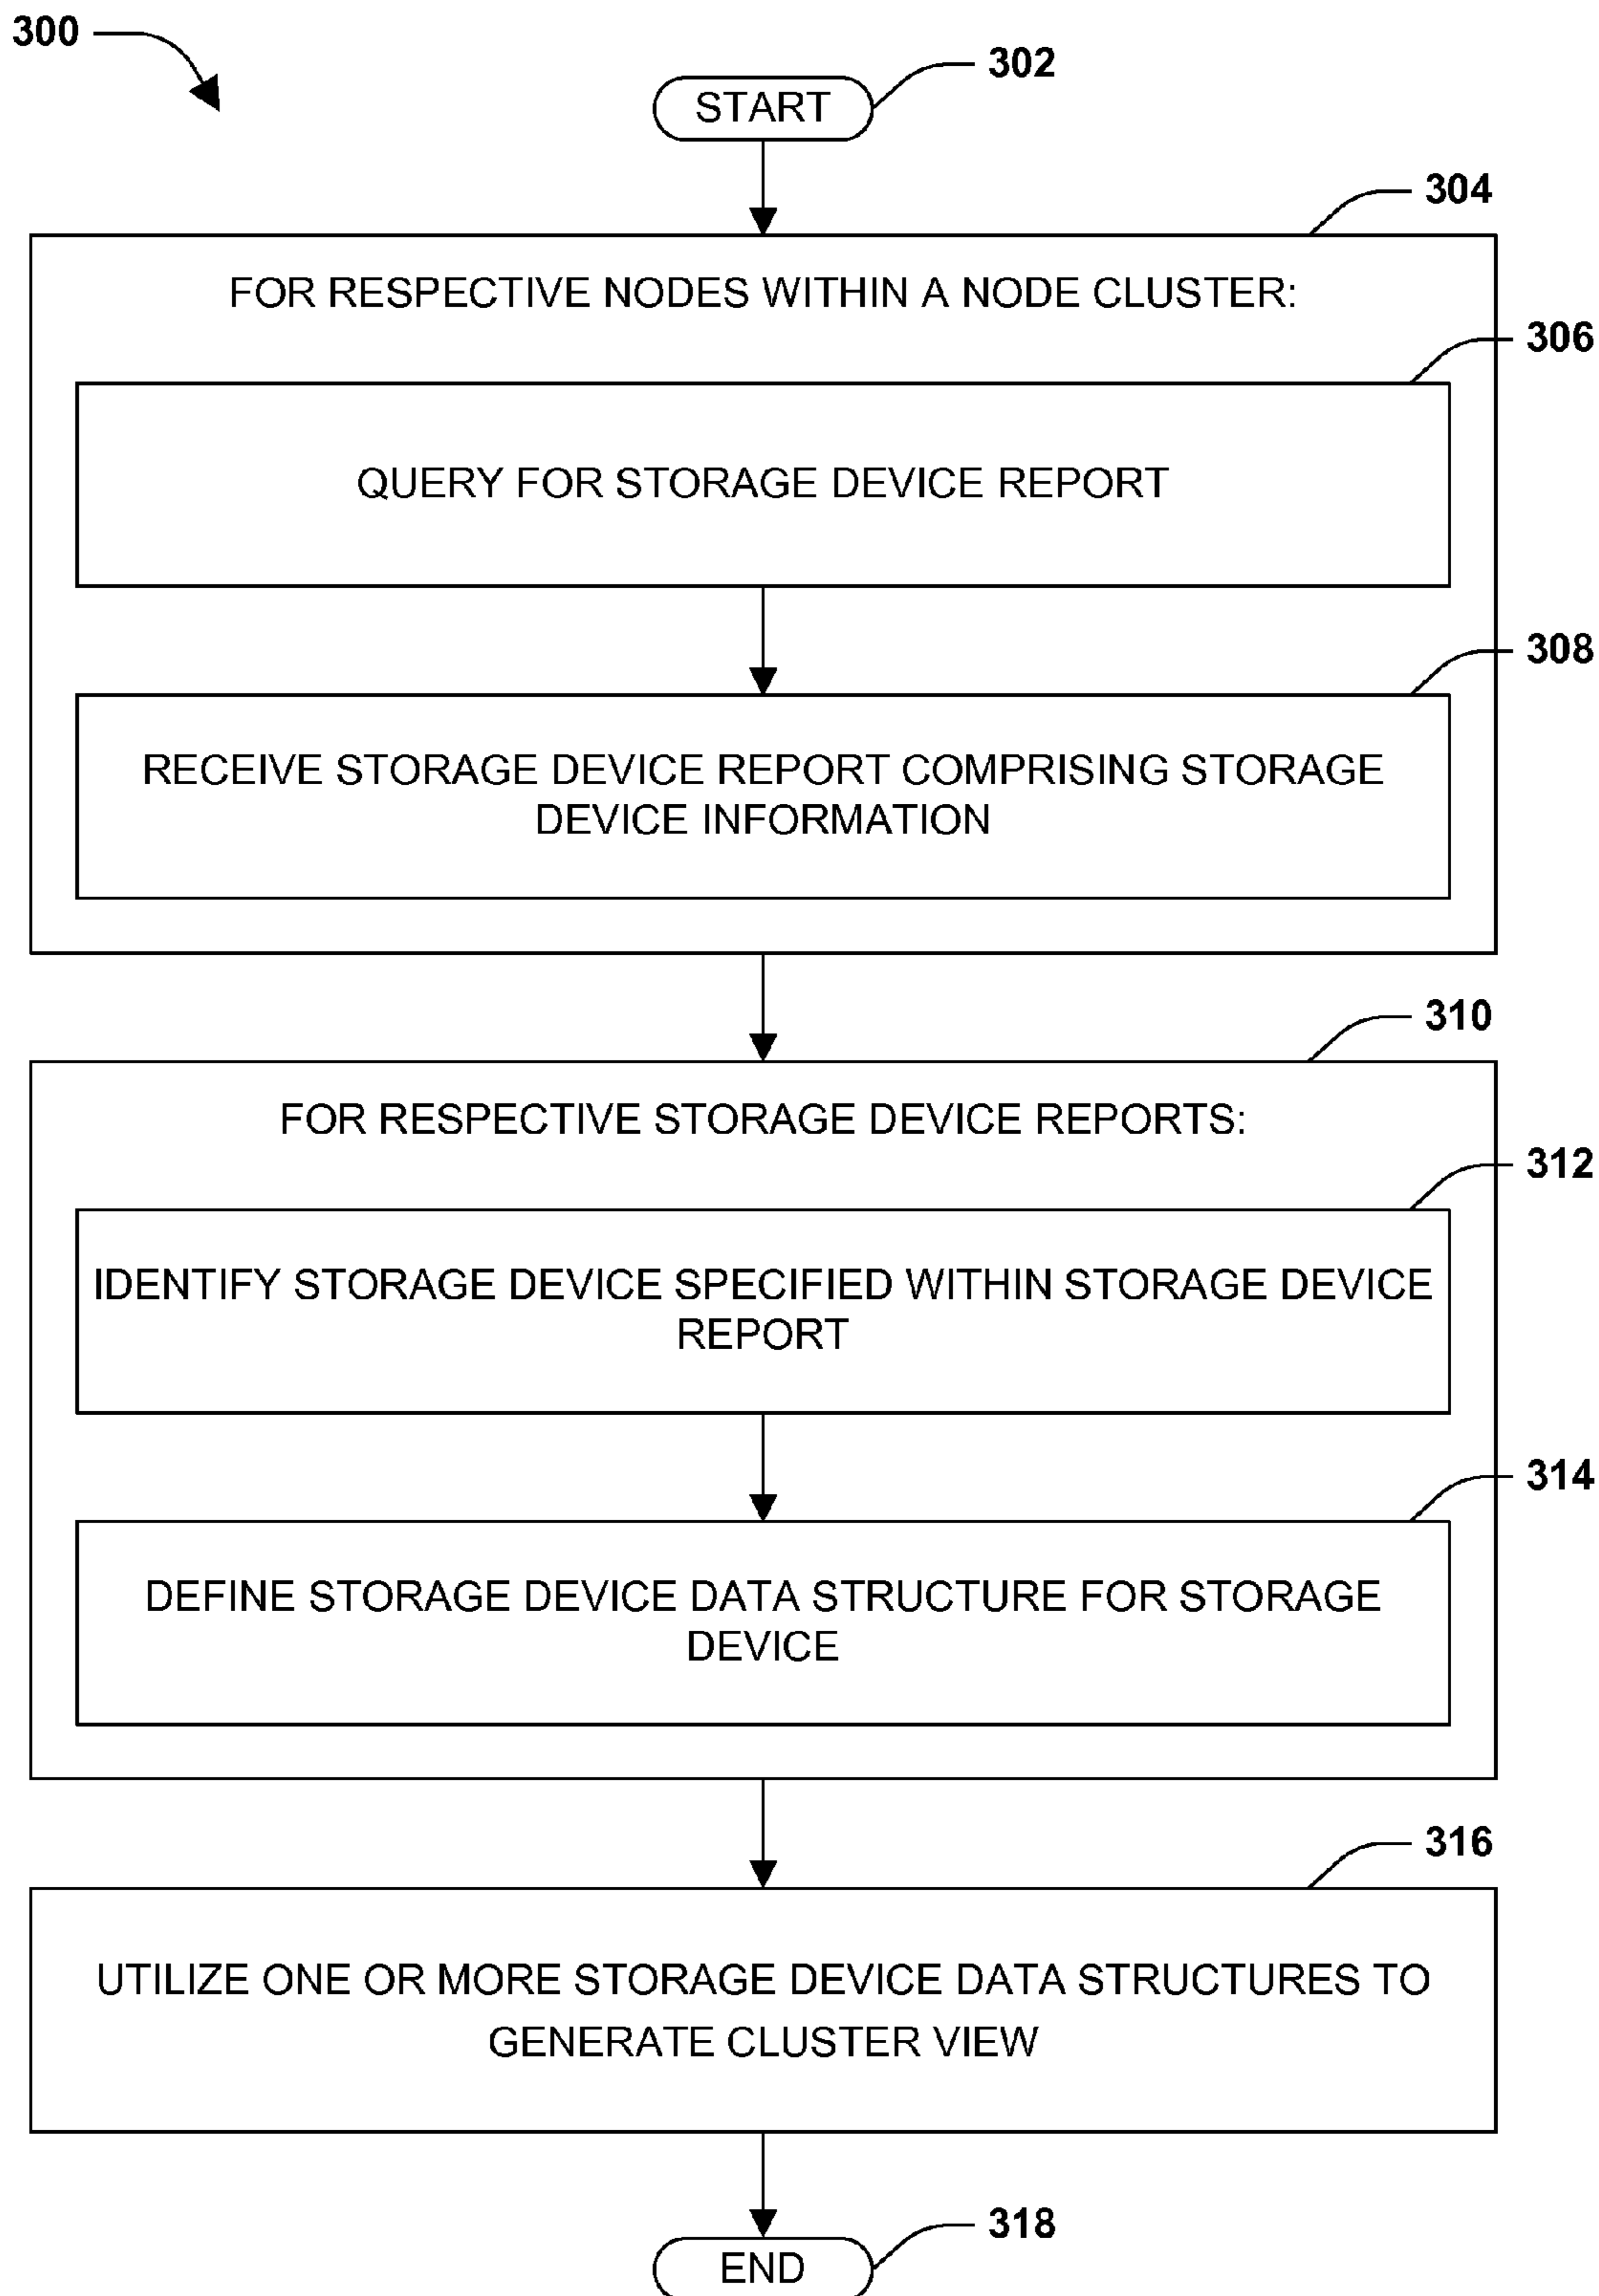 300
START
302
304
FOR RESPECTIVE NODES WITHIN A NODE CLUSTER:
306
QUERY FOR STORAGE DEVICE REPORT
308
RECEIVE STORAGE DEVICE REPORT COMPRISING STORAGE
DEVICE INFORMATION
310
FOR RESPECTIVE STORAGE DEVICE REPORTS:
312
IDENTIFY STORAGE DEVICE SPECIFIED WITHIN STORAGE DEVICE
REPORT
314
DEFINE STORAGE DEVICE DATA STRUCTURE FOR STORAGE
DEVICE
316
UTILIZE ONE OR MORE STORAGE DEVICE DATA STRUCTURES TO
GENERATE CLUSTER VIEW
318
END